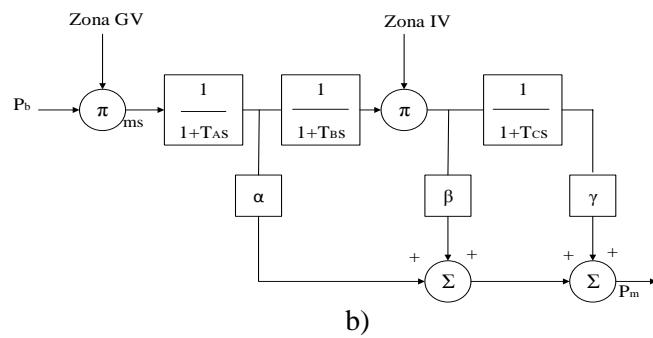 Zona GV
Zona IV
Pb
π
ms
1
1+TAs
1
1+TBs
π
1
1+TCs
α
β
γ
+
+
+
+
Σ
Σ
Pm
b)